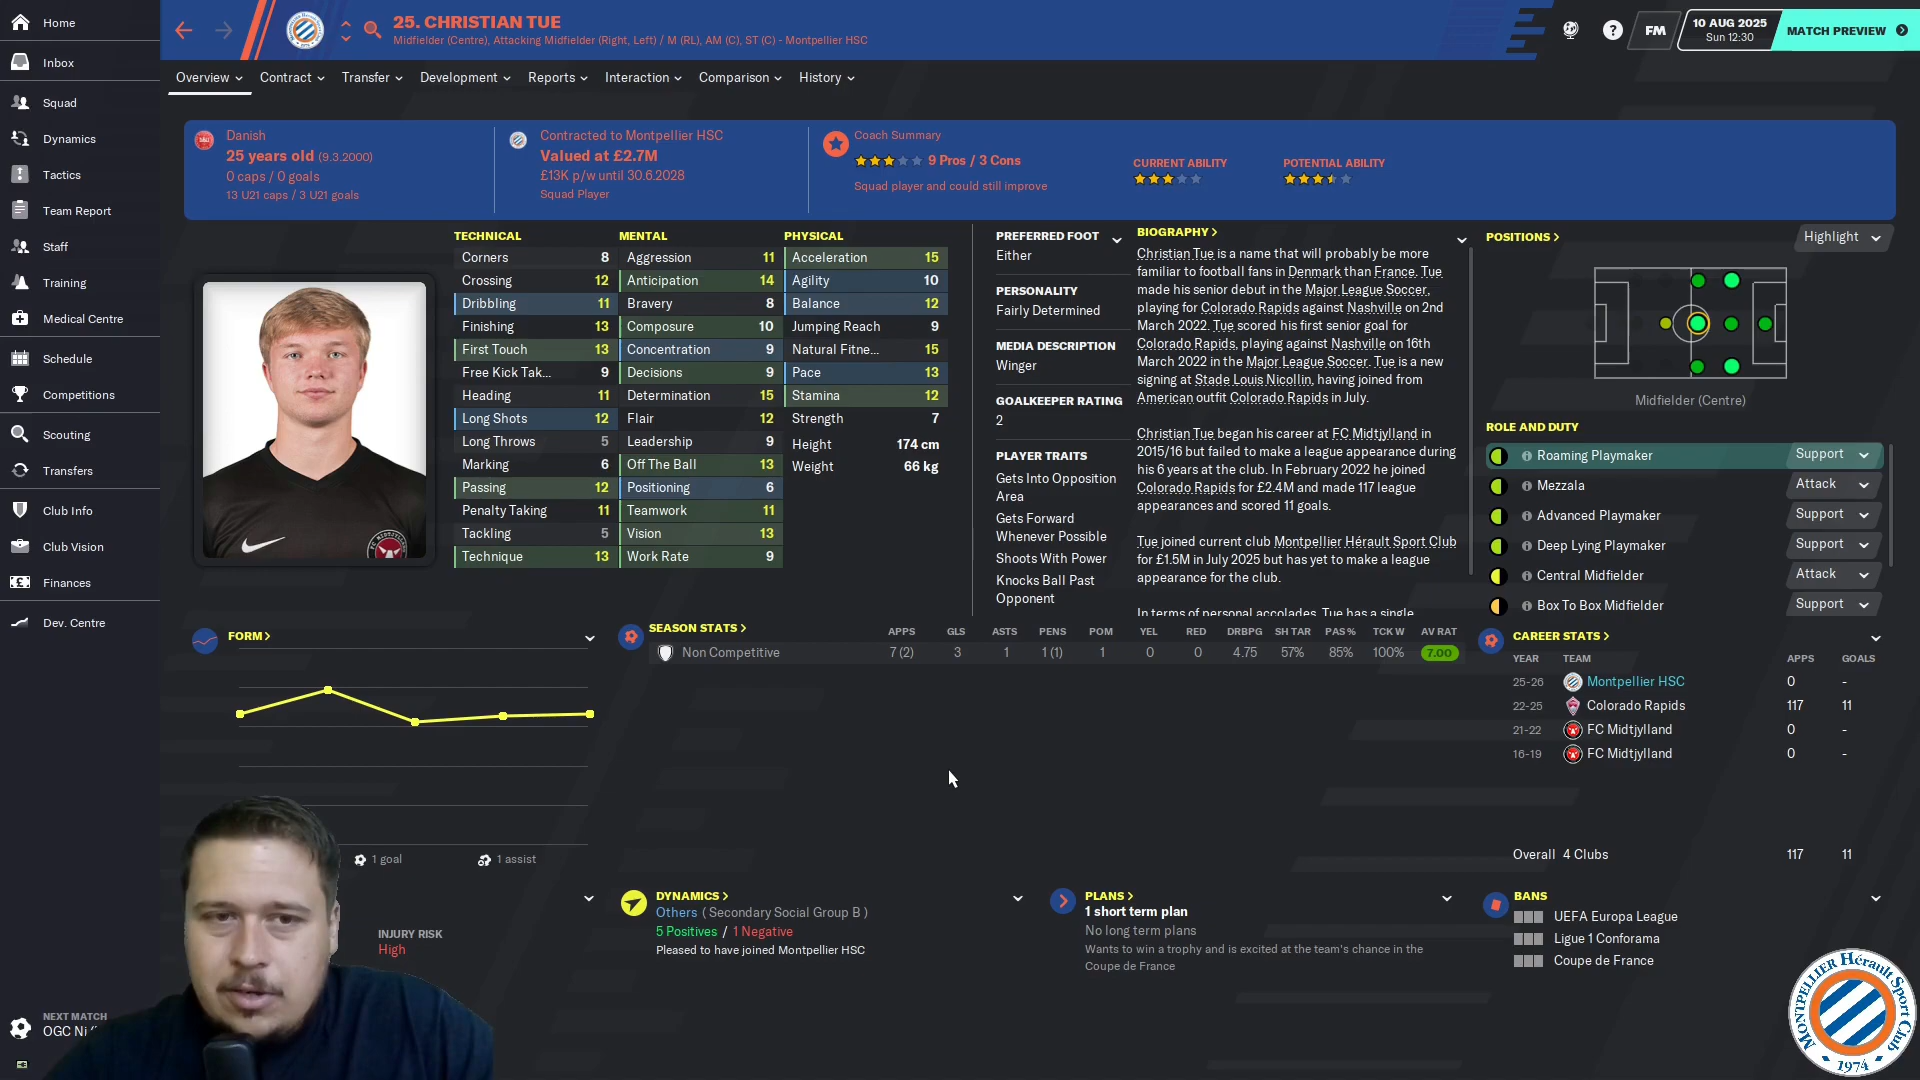 Home
Inbox
Squad
Dynamics
Tactics
Team Report
Staff
Training
Medical Centre
Schedule
Competitions
Scouting
Transfers
Club Info
Club Vision
Finances
Dev. Centre
NEXT MATCH
OGC Ni
25. CHRISTIAN TUE
Midfielder (Centre), Attacking Midfielder (Right, Left) / M (RL), AM (C), ST (C) - Montpellier HSC
?
FM
10 AUG 2025
Sun 12:30
MATCH PREVIEW
Overview Contract Transfer Development Reports Interaction Comparison History
Danish
25 years old (9.3.2000)
0 caps / 0 goals
13 U21 caps / 3 U21 goals
Contracted to Montpellier HSC
Valued at £2.7M
£13K p/w until 30.6.2028
Squad Player
Coach Summary
9 Pros / 3 Cons
Squad player and could still improve
CURRENT ABILITY
POTENTIAL ABILITY
TECHNICAL
Corners 8
Crossing 12
Dribbling 11
Finishing 13
First Touch 13
Free Kick Tak... 9
Heading 11
Long Shots 12
Long Throws 5
Marking 6
Passing 12
Penalty Taking 11
Tackling 5
Technique 13
MENTAL
Aggression 11
Anticipation 14
Bravery 8
Composure 10
Concentration 9
Decisions 9
Determination 15
Flair 12
Leadership 9
Off The Ball 13
Positioning 6
Teamwork 11
Vision 13
Work Rate 9
PHYSICAL
Acceleration 15
Agility 10
Balance 12
Jumping Reach 9
Natural Fitne... 15
Pace 13
Stamina 12
Strength 7
Height 174 cm
Weight 66 kg
PREFERRED FOOT
Either
PERSONALITY
Fairly Determined
MEDIA DESCRIPTION
Winger
GOALKEEPER RATING
2
PLAYER TRAITS
Gets Into Opposition
Area
Gets Forward
Whenever Possible
Shoots With Power
Knocks Ball Past
Opponent
BIOGRAPHY >
Christian Tue is a name that will probably be more
familiar to football fans in Denmark than France. Tue
made his senior debut in the Major League Soccer,
playing for Colorado Rapids against Nashville on 2nd
March 2022. Tue scored his first senior goal for
Colorado Rapids, playing against Nashville on 16th
March 2022 in the Major League Soccer. Tue is a new
signing at Stade Louis Nicollin, having joined from
American outfit Colorado Rapids in July.
Christian Tue began his career at FC Midtjylland in
2015/16 but failed to make a league appearance during
his 6 years at the club. In February 2022 he joined
Colorado Rapids for £2.4M and made 117 league
appearances and scored 11 goals.
Tue joined current club Montpellier Hérault Sport Club
for £1.5M in July 2025 but has yet to make a league
appearance for the club.
In terms of personal accolades, Tue has a single
POSITIONS >
Highlight
Midfielder (Centre)
ROLE AND DUTY
Roaming Playmaker Support
Mezzala Attack
Advanced Playmaker Support
Deep Lying Playmaker Support
Central Midfielder Attack
Box To Box Midfielder Support
FORM >
1 goal
1 assist
INJURY RISK
High
SEASON STATS > APPS GLS ASTS PENS POM YEL RED DRBPG SH TAR PAS % TCK W AV RAT
Non Competitive 7 (2) 3 1 1 (1) 1 0 0 4.75 57% 85% 100% 7.00
CAREER STATS >
YEAR TEAM APPS GOALS
25-26 Montpellier HSC 0 -
22-25 Colorado Rapids 117 11
21-22 FC Midtjylland 0 -
16-19 FC Midtjylland 0 -
Overall 4 Clubs 117 11
DYNAMICS >
Others ( Secondary Social Group B )
5 Positives / 1 Negative
Pleased to have joined Montpellier HSC
PLANS >
1 short term plan
No long term plans
Wants to win a trophy and is excited at the team's chance in the
Coupe de France
BANS
UEFA Europa League
Ligue 1 Conforama
Coupe de France
MONTPELLIER Hérault Sport Club
1974